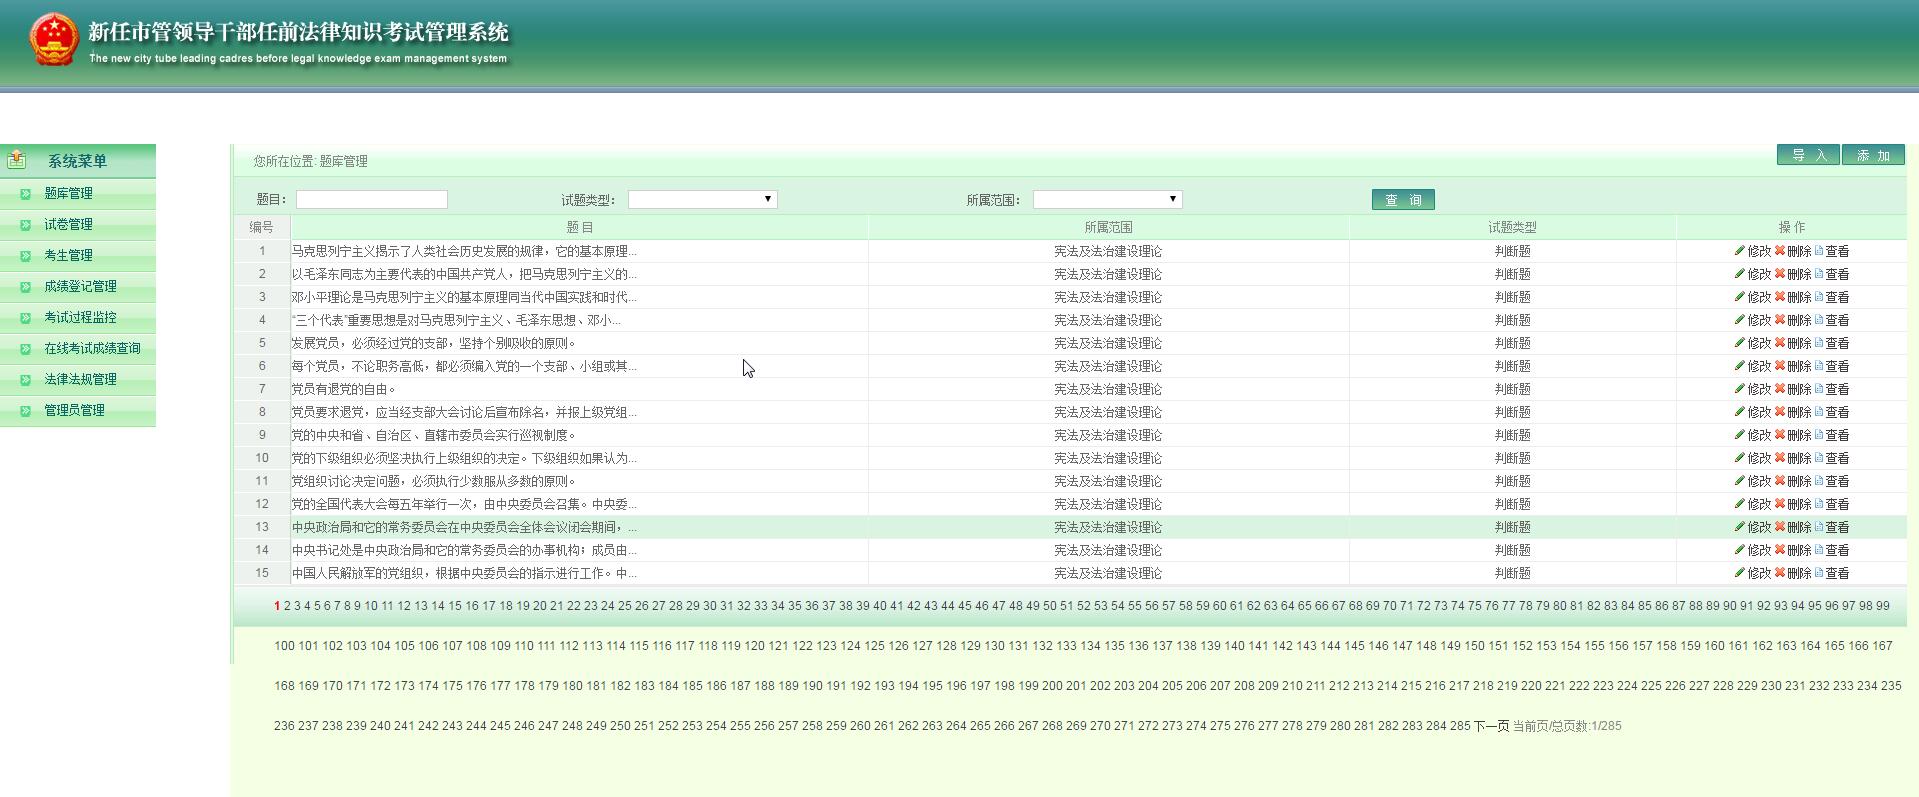 新任市管领导干部任前法律知识考试管理系统
The new city tube leading cadres before legal knowledge exam management system
系统菜单
题库管理
试卷管理
考生管理
成绩登记管理
考试过程监控
在线考试成绩查询
法律法规管理
管理员管理
您所在位置: 题库管理 导 入 添 加
题目: 试题类型: 所属范围: 查 询
编号 题 目 所属范围 试题类型 操 作
1 马克思列宁主义揭示了人类社会历史发展的规律，它的基本原理... 宪法及法治建设理论 判断题 修改 删除 查看
2 以毛泽东同志为主要代表的中国共产党人，把马克思列宁主义的... 宪法及法治建设理论 判断题 修改 删除 查看
3 邓小平理论是马克思列宁主义的基本原理同当代中国实践和时代... 宪法及法治建设理论 判断题 修改 删除 查看
4 “三个代表”重要思想是对马克思列宁主义、毛泽东思想、邓小... 宪法及法治建设理论 判断题 修改 删除 查看
5 发展党员，必须经过党的支部，坚持个别吸收的原则。 宪法及法治建设理论 判断题 修改 删除 查看
6 每个党员，不论职务高低，都必须编入党的一个支部、小组或其... 宪法及法治建设理论 判断题 修改 删除 查看
7 党员有退党的自由。 宪法及法治建设理论 判断题 修改 删除 查看
8 党员要求退党，应当经支部大会讨论后宣布除名，并报上级党组... 宪法及法治建设理论 判断题 修改 删除 查看
9 党的中央和省、自治区、直辖市委员会实行巡视制度。 宪法及法治建设理论 判断题 修改 删除 查看
10 党的下级组织必须坚决执行上级组织的决定。下级组织如果认为... 宪法及法治建设理论 判断题 修改 删除 查看
11 党组织讨论决定问题，必须执行少数服从多数的原则。 宪法及法治建设理论 判断题 修改 删除 查看
12 党的全国代表大会每五年举行一次，由中央委员会召集。中央委... 宪法及法治建设理论 判断题 修改 删除 查看
13 中央政治局和它的常务委员会在中央委员会全体会议闭会期间，... 宪法及法治建设理论 判断题 修改 删除 查看
14 中央书记处是中央政治局和它的常务委员会的办事机构；成员由... 宪法及法治建设理论 判断题 修改 删除 查看
15 中国人民解放军的党组织，根据中央委员会的指示进行工作。中... 宪法及法治建设理论 判断题 修改 删除 查看
1 2 3 4 5 6 7 8 9 10 11 12 13 14 15 16 17 18 19 20 21 22 23 24 25 26 27 28 29 30 31 32 33 34 35 36 37 38 39 40 41 42 43 44 45 46 47 48 49 50 51 52 53 54 55 56 57 58 59 60 61 62 63 64 65 66 67 68 69 70 71 72 73 74 75 76 77 78 79 80 81 82 83 84 85 86 87 88 89 90 91 92 93 94 95 96 97 98 99
100 101 102 103 104 105 106 107 108 109 110 111 112 113 114 115 116 117 118 119 120 121 122 123 124 125 126 127 128 129 130 131 132 133 134 135 136 137 138 139 140 141 142 143 144 145 146 147 148 149 150 151 152 153 154 155 156 157 158 159 160 161 162 163 164 165 166 167
168 169 170 171 172 173 174 175 176 177 178 179 180 181 182 183 184 185 186 187 188 189 190 191 192 193 194 195 196 197 198 199 200 201 202 203 204 205 206 207 208 209 210 211 212 213 214 215 216 217 218 219 220 221 222 223 224 225 226 227 228 229 230 231 232 233 234 235
236 237 238 239 240 241 242 243 244 245 246 247 248 249 250 251 252 253 254 255 256 257 258 259 260 261 262 263 264 265 266 267 268 269 270 271 272 273 274 275 276 277 278 279 280 281 282 283 284 285 下一页 当前页/总页数:1/285